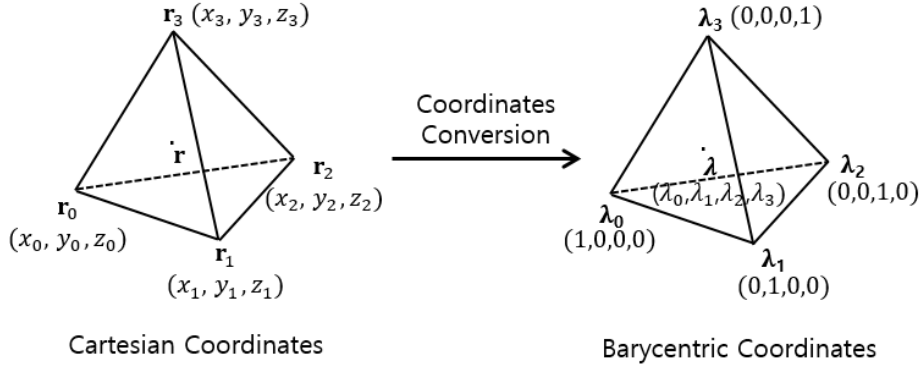 r₃ (x₃, y₃, z₃)
r
r₂
(x₂, y₂, z₂)
r₀
(x₀, y₀, z₀)
r₁
(x₁, y₁, z₁)
Cartesian Coordinates
Coordinates
Conversion
λ₃ (0,0,0,1)
λ
(λ₀,λ₁,λ₂,λ₃)
λ₂
(0,0,1,0)
λ₀
(1,0,0,0)
λ₁
(0,1,0,0)
Barycentric Coordinates